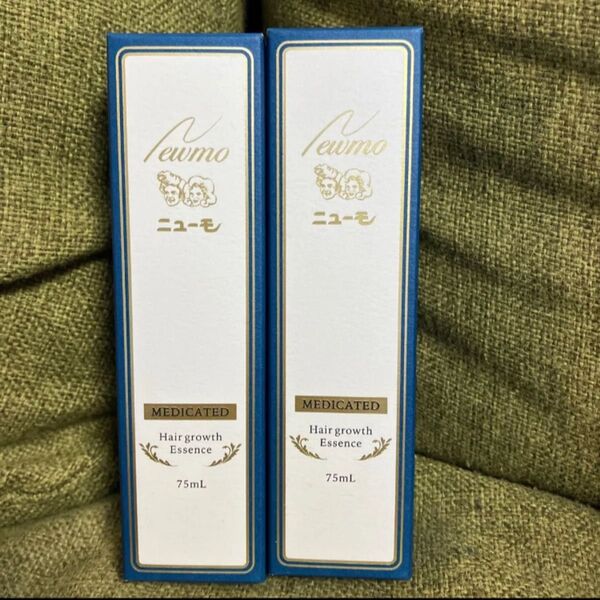 Newmo
ニューモ
MEDICATED
Hair growth
Essence
75mL
Newmo
ニューモ
MEDICATED
Hair growth
Essence
75mL